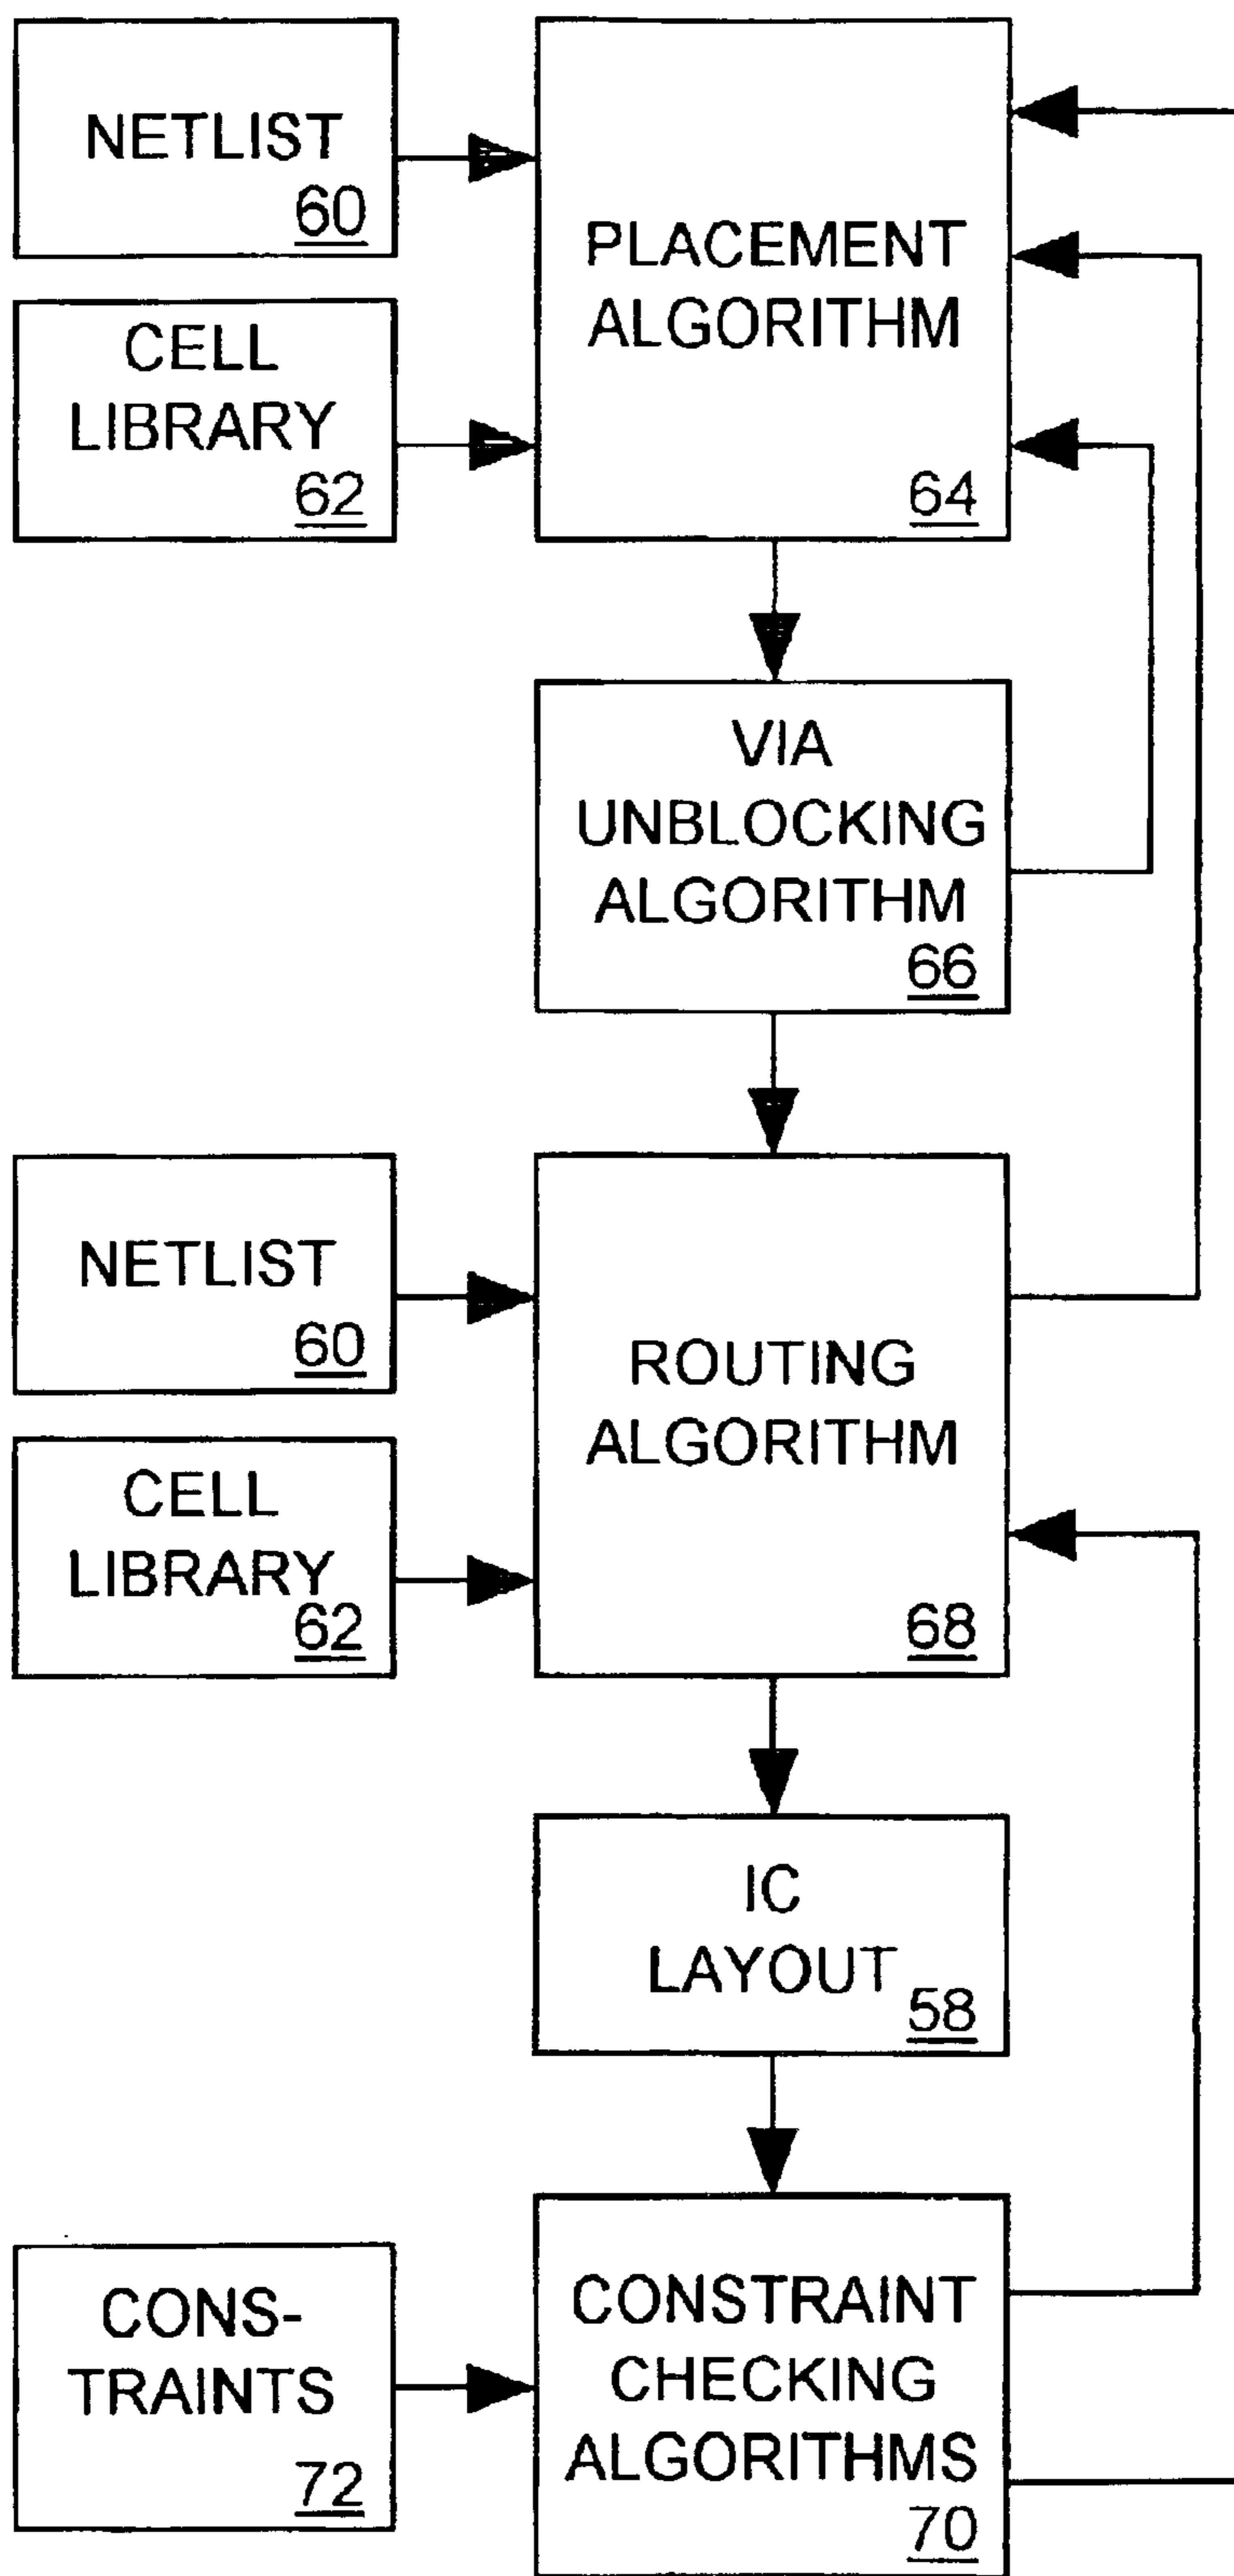 NETLIST
60
PLACEMENT
ALGORITHM
64
CELL
LIBRARY
62
VIA
UNBLOCKING
ALGORITHM
66
NETLIST
60
ROUTING
ALGORITHM
68
CELL
LIBRARY
62
IC
LAYOUT
58
CONS-
TRAINTS
72
CONSTRAINT
CHECKING
ALGORITHMS
70